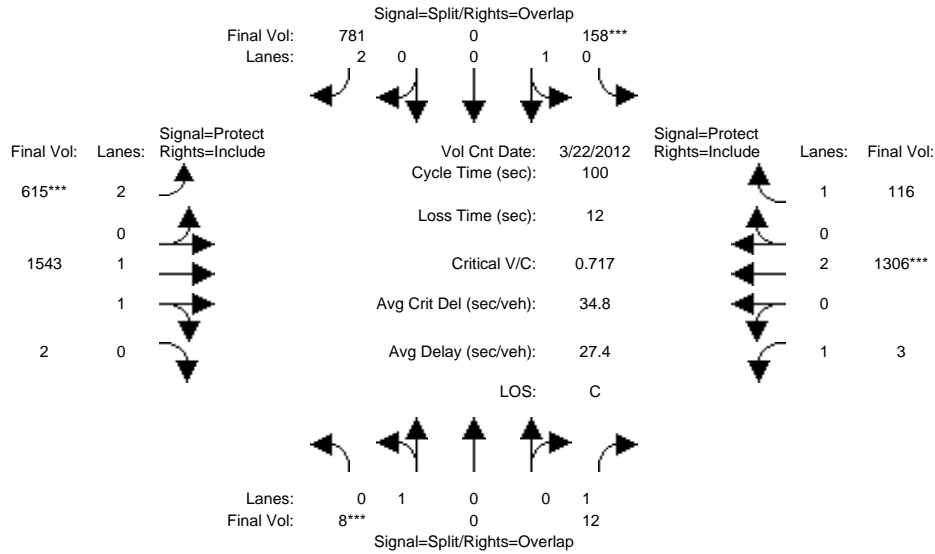 Signal=Split/Rights=Overlap
Final Vol: 781 0 158***
Lanes: 2 0 0 1 0
Signal=Protect
Final Vol: Lanes: Rights=Include
Vol Cnt Date: 3/22/2012
Signal=Protect
Rights=Include Lanes: Final Vol:
Cycle Time (sec): 100
615*** 2
1 116
Loss Time (sec): 12
0
0
1543 1
Critical V/C: 0.717
2 1306***
1
Avg Crit Del (sec/veh): 34.8
0
2 0
Avg Delay (sec/veh): 27.4
1 3
LOS: C
Lanes: 0 1 0 0 1
Final Vol: 8*** 0 12
Signal=Split/Rights=Overlap